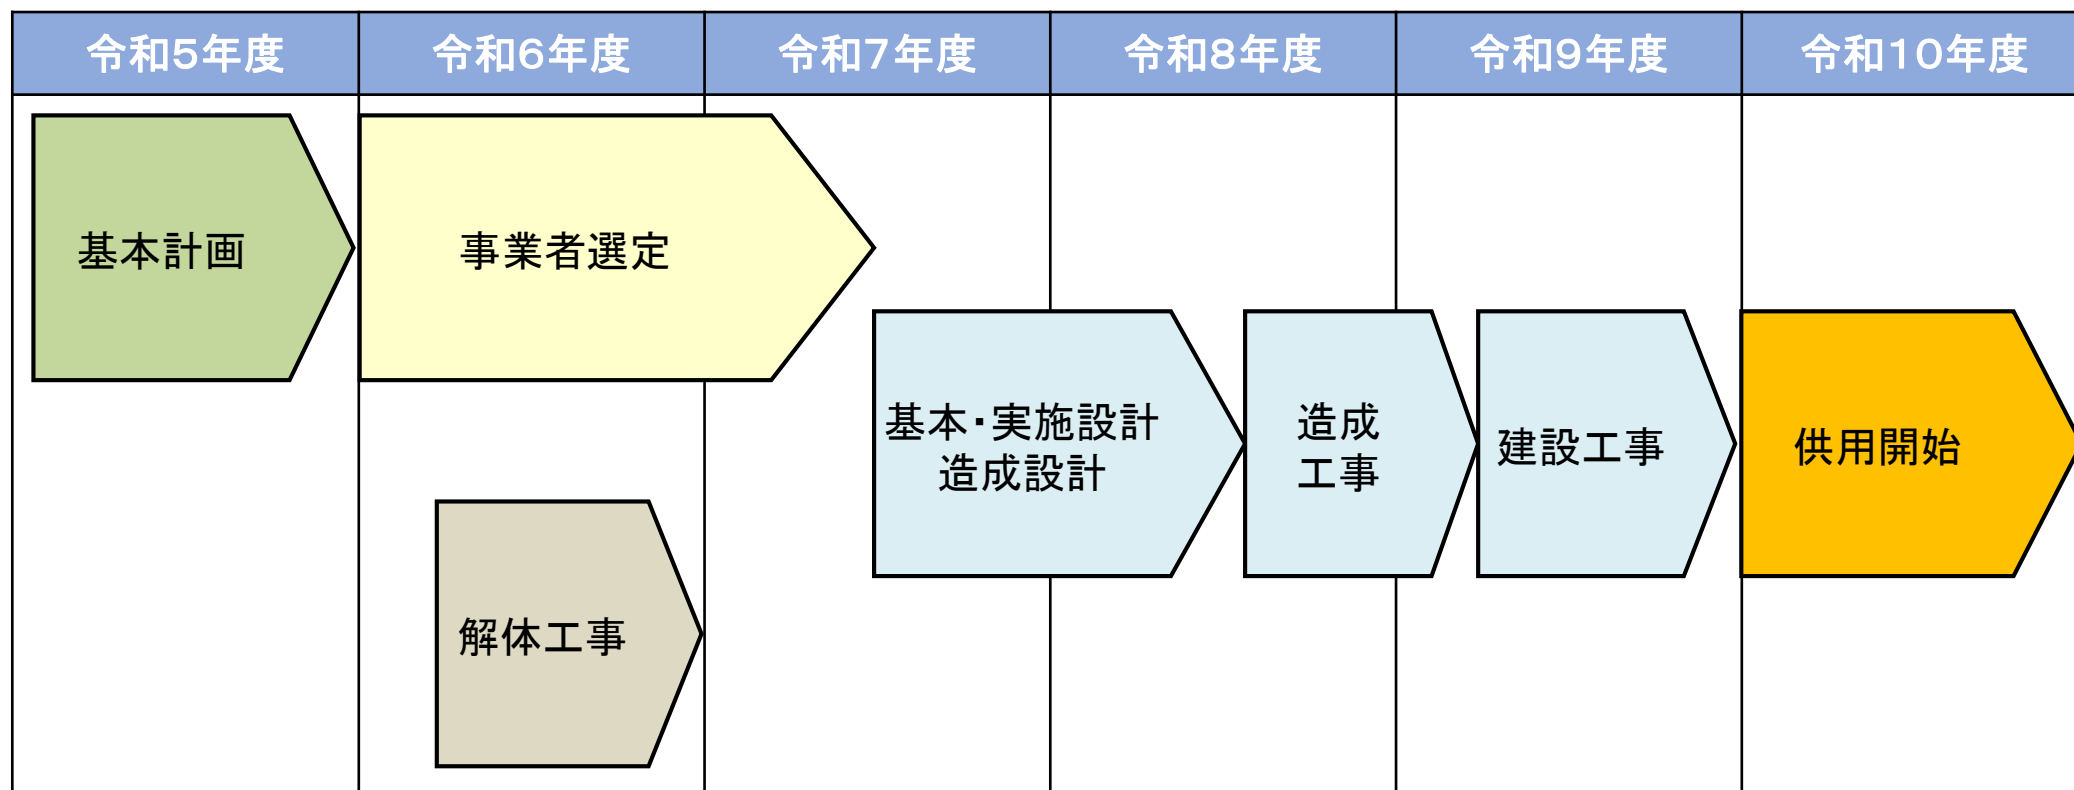 令和5年度
令和6年度
令和7年度
令和8年度
令和9年度
令和10年度
基本計画
事業者選定
基本・実施設計
造成設計
造成
工事
建設工事
供用開始
解体工事